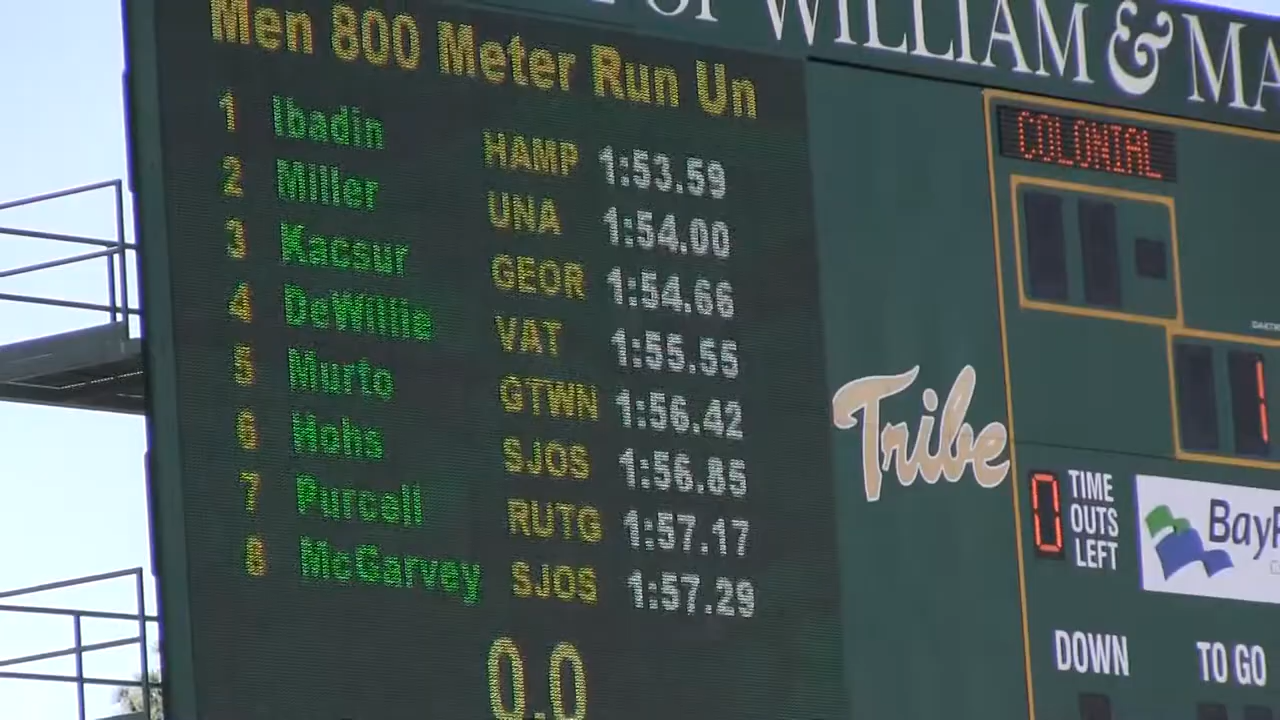 OF WILLIAM & MA
Men 800 Meter Run Un
1 Ibadin HAMP 1:53.59
2 Miller UNA 1:54.00
3 Kacsur GEOR 1:54.66
4 DeWille VAT 1:55.55
5 Murto GTWN 1:56.42
6 Hohs SJOS 1:56.85
7 Purcell RUTG 1:57.17
8 McGarvey SJOS 1:57.29
0.0
COLONIAL
1
Tribe
0 TIME
OUTS
LEFT
Bay
DOWN
TO GO